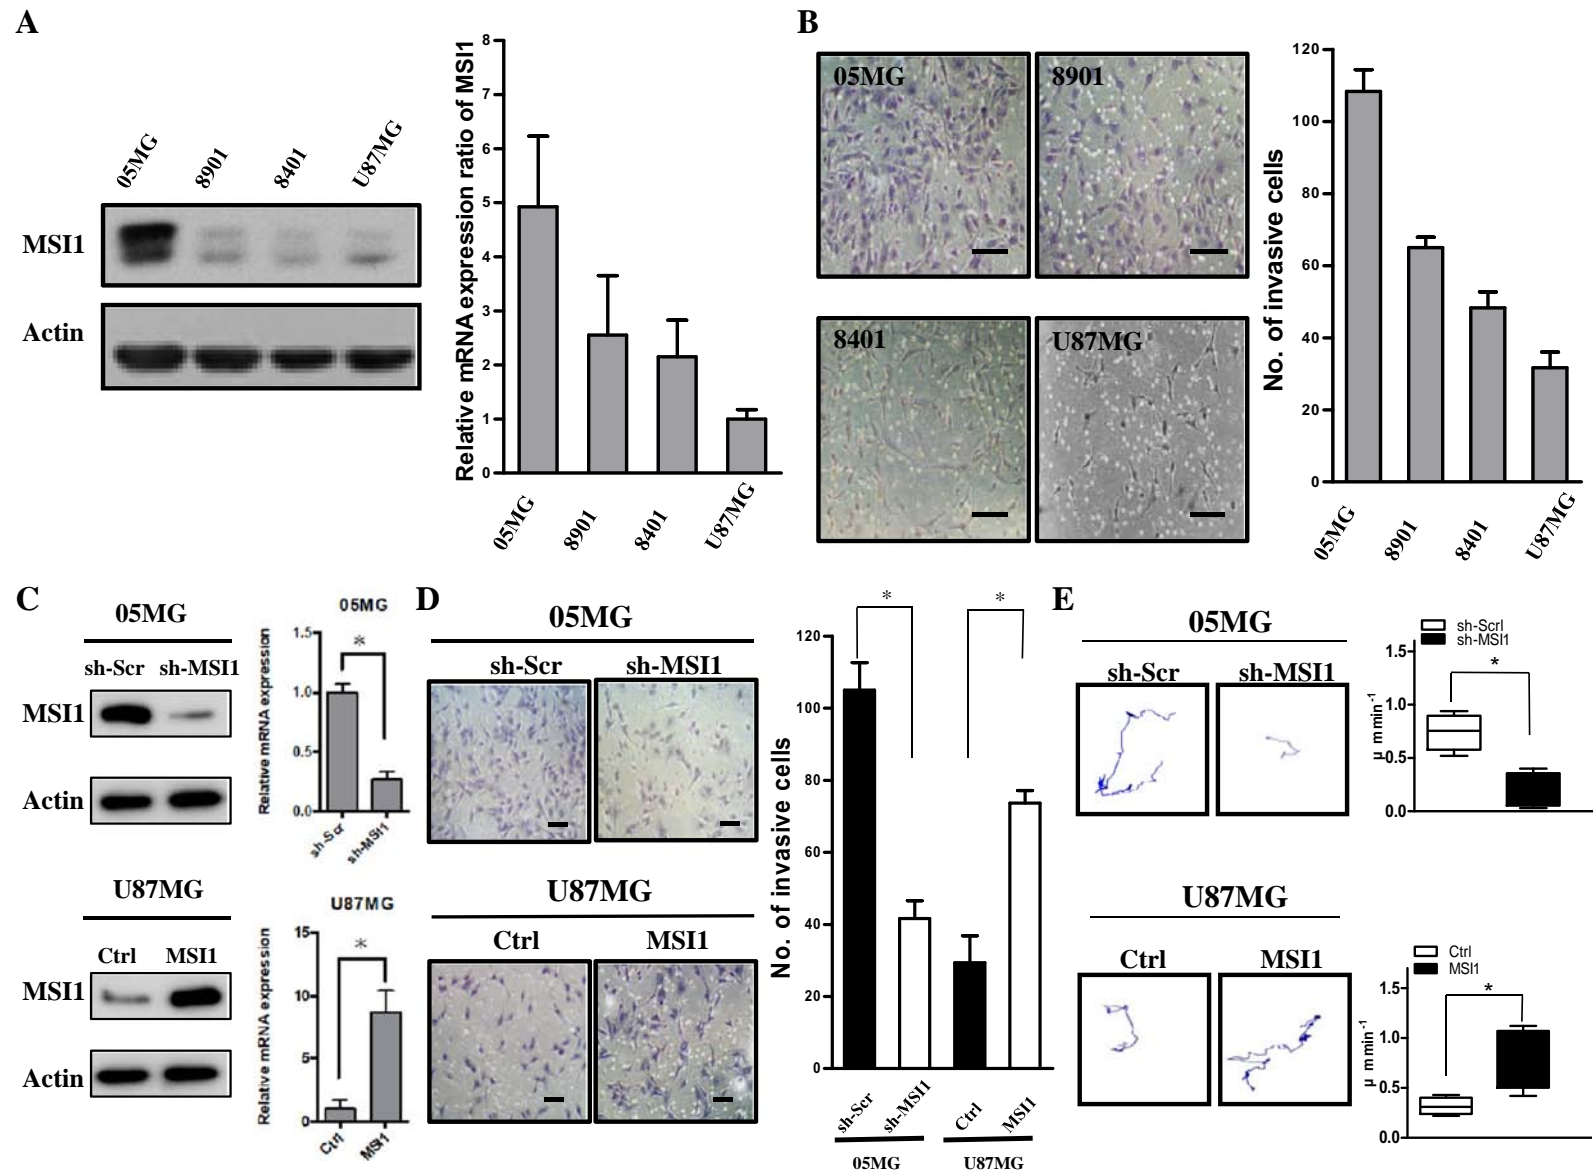 A
05MG
8901
8401
U87MG
MSI1
Actin
Relative mRNA expression ratio of MSI1
8
7
6
5
4
3
2
1
0
05MG
8901
8401
U87MG
B
05MG
8901
8401
U87MG
No. of invasive cells
120
100
80
60
40
20
0
05MG
8901
8401
U87MG
C
05MG
sh-Scr sh-MSI1
MSI1
Actin
05MG
Relative mRNA expression
1.5
1.0
0.5
0.0
*
sh-Scr
sh-MSI1
U87MG
Ctrl MSI1
MSI1
Actin
U87MG
Relative mRNA expression
15
10
5
0
*
Ctrl
MSI1
D
05MG
sh-Scr sh-MSI1
U87MG
Ctrl MSI1
No. of invasive cells
120
100
80
60
40
20
0
* *
sh-Scr
sh-MSI1
Ctrl
MSI1
05MG U87MG
E
05MG
sh-Scr sh-MSI1
sh-Scrl
sh-MSI1
μ m min-1
1.5
1.0
0.5
0.0
*
U87MG
Ctrl MSI1
Ctrl
MSI1
μ m min-1
1.5
1.0
0.5
0.0
*